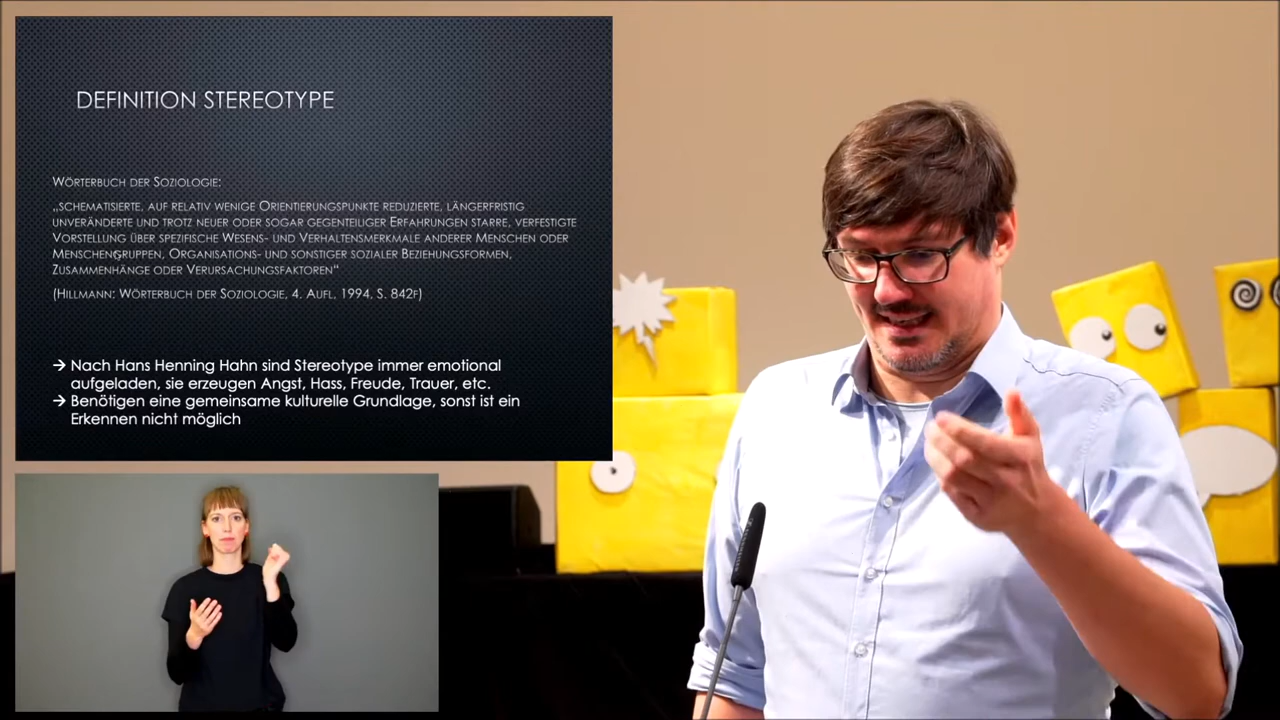 DEFINITION STEREOTYPE
WÖRTERBUCH DER SOZIOLOGIE:
„SCHEMATISIERTE, AUF RELATIV WENIGE ORIENTIERUNGSPUNKTE REDUZIERTE, LÄNGERFRISTIG
UNVERÄNDERTE UND TROTZ NEUER ODER SOGAR GEGENTEILIGER ERFAHRUNGEN STARRE, VERFESTIGTE
VORSTELLUNG ÜBER SPEZIFISCHE WESENS- UND VERHALTENSMERKMALE ANDERER MENSCHEN ODER
MENSCHENGRUPPEN, ORGANISATIONS- UND SONSTIGER SOZIALER BEZIEHUNGSFORMEN,
ZUSAMMENHÄNGE ODER VERURSACHUNGSFAKTOREN“
(HILLMANN: WÖRTERBUCH DER SOZIOLOGIE, 4. AUFL, 1994, S. 842F)
→ Nach Hans Henning Hahn sind Stereotype immer emotional
aufgeladen, sie erzeugen Angst, Hass, Freude, Trauer, etc.
→ Benötigen eine gemeinsame kulturelle Grundlage, sonst ist ein
Erkennen nicht möglich